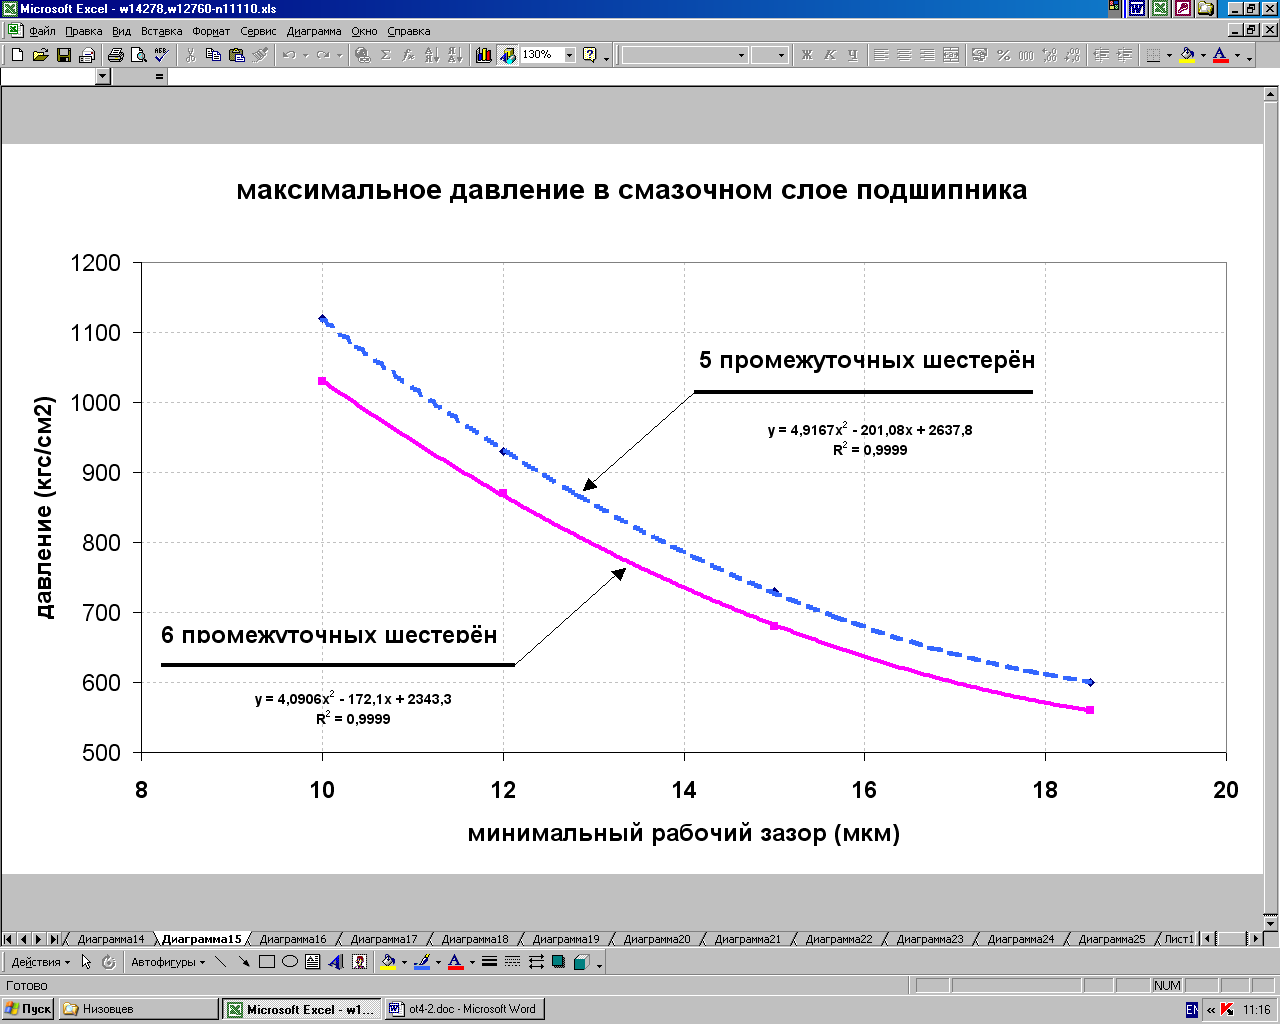 Microsoft Excel - w14278,w12760-n11110.xls
Файл Правка Вид Вставка Формат Сервис Диаграмма Окно Справка
130%
Ж К Ч
=
максимальное давление в смазочном слое подшипника
1200
1100
1000
900
800
700
600
500
давление (кгс/см2)
5 промежуточных шестерён
y = 4,9167x² - 201,08x + 2637,8
R² = 0,9999
6 промежуточных шестерён
y = 4,0906x² - 172,1x + 2343,3
R² = 0,9999
8 10 12 14 16 18 20
минимальный рабочий зазор (мкм)
Диаграмма14 Диаграмма15 Диаграмма16 Диаграмма17 Диаграмма18 Диаграмма19 Диаграмма20 Диаграмма21 Диаграмма22 Диаграмма23 Диаграмма24 Диаграмма25 Лист1
Действия Автофигуры
Готово NUM
Пуск Низовцев Microsoft Excel - w1... ot4-2.doc - Microsoft Word EN « 11:16